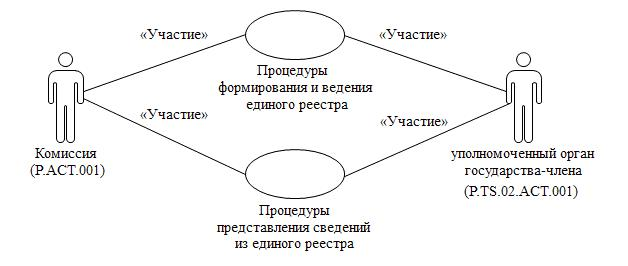 «Участие»
«Участие»
Процедуры
формирования и ведения
единого реестра
«Участие»
«Участие»
Комиссия
(P.ACT.001)
уполномоченный орган
государства-члена
(P.TS.02.ACT.001)
Процедуры
представления сведений
из единого реестра